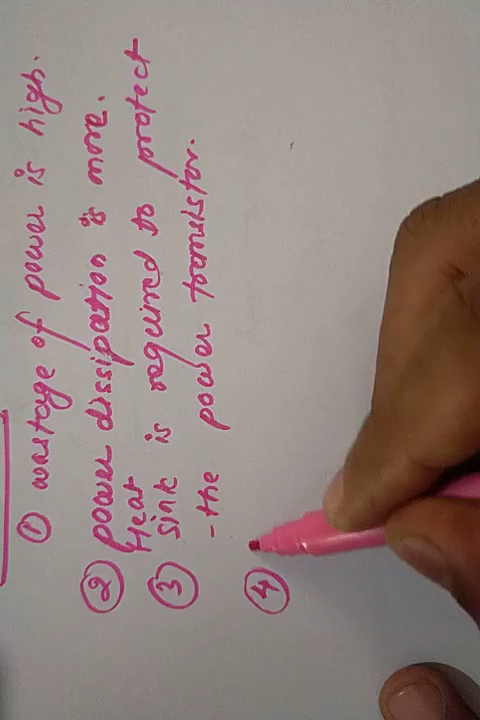 ① wastage of power is high.
② power dissipation is more.
③ Heat
sink is required to protect
the power transistor.
④